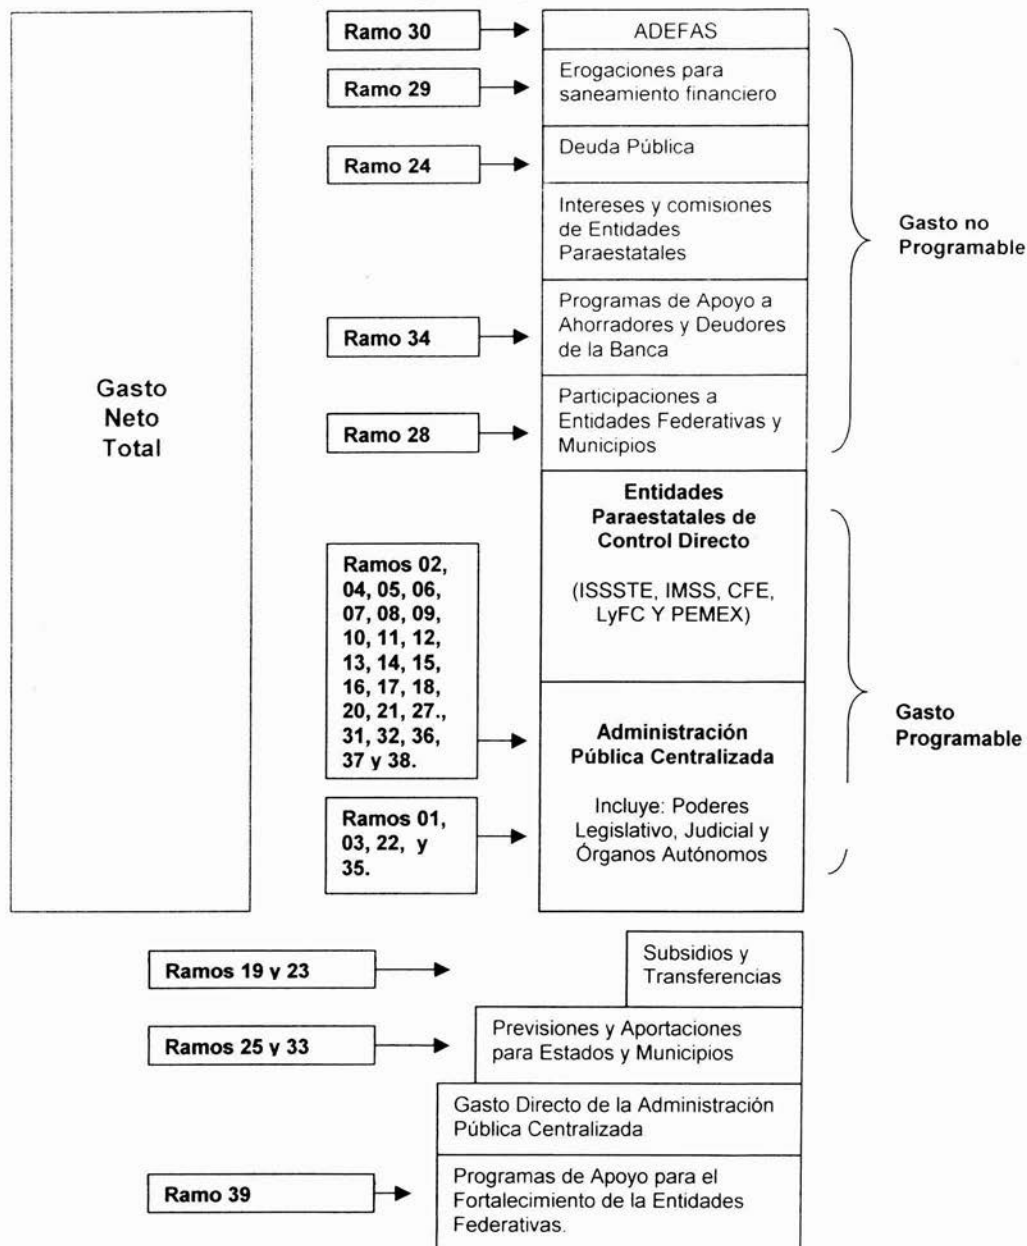 Ramo 30
ADEFAS
Ramo 29
Erogaciones para
saneamiento financiero
Ramo 24
Deuda Pública
Intereses y comisiones
de Entidades
Paraestatales
Gasto no
Programable
Ramo 34
Programas de Apoyo a
Ahorradores y Deudores
de la Banca
Gasto
Neto
Total
Ramo 28
Participaciones a
Entidades Federativas y
Municipios
Entidades
Paraestatales de
Control Directo
(ISSSTE, IMSS, CFE,
LyFC Y PEMEX)
Ramos 02,
04, 05, 06,
07, 08, 09,
10, 11, 12,
13, 14, 15,
16, 17, 18,
20, 21, 27.,
31, 32, 36,
37 y 38.
Gasto
Programable
Administración
Pública Centralizada
Incluye: Poderes
Legislativo, Judicial y
Órganos Autónomos
Ramos 01,
03, 22, y
35.
Ramos 19 y 23
Subsidios y
Transferencias
Ramos 25 y 33
Previsiones y Aportaciones
para Estados y Municipios
Gasto Directo de la Administración
Pública Centralizada
Ramo 39
Programas de Apoyo para el
Fortalecimiento de la Entidades
Federativas.